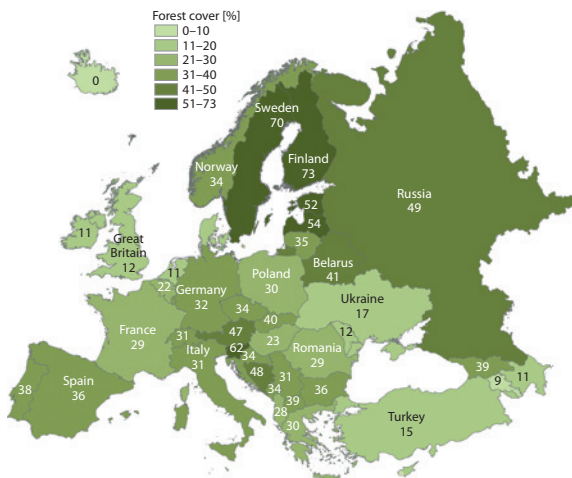 Forest cover [%]
0–10
11–20
21–30
31–40
41–50
51–73
0
Sweden
70
Finland
73
Norway
34
Russia
49
52
54
11
Great
Britain
12
35
Belarus
41
11
22
Germany
32
Poland
30
Ukraine
17
34
40
12
France
29
47
23
31
62
34
Romania
29
Italy
31
48
31
39
38
Spain
36
34
39
36
9
11
28
30
Turkey
15